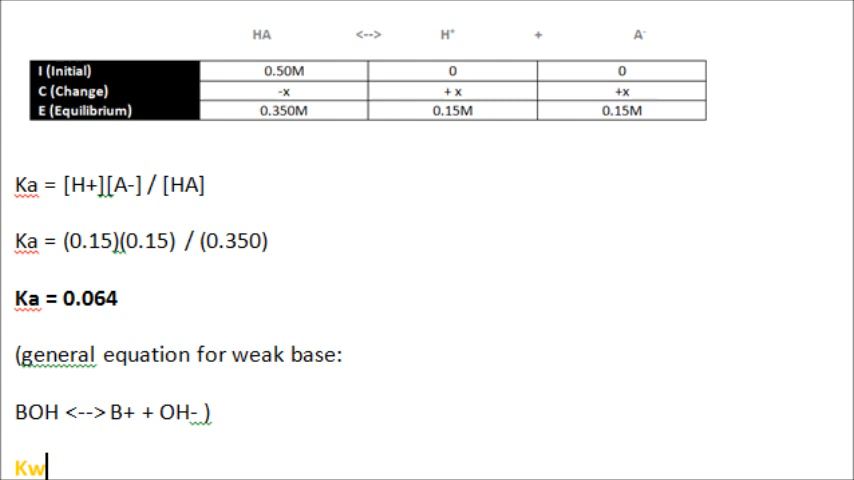 HA <--> H⁺ + A⁻
I (Initial) 0.50M 0 0
C (Change) -x + x +x
E (Equilibrium) 0.350M 0.15M 0.15M
Ka = [H+][A-] / [HA]
Ka = (0.15)(0.15) / (0.350)
Ka = 0.064
(general equation for weak base:
BOH <--> B+ + OH- )
Kw